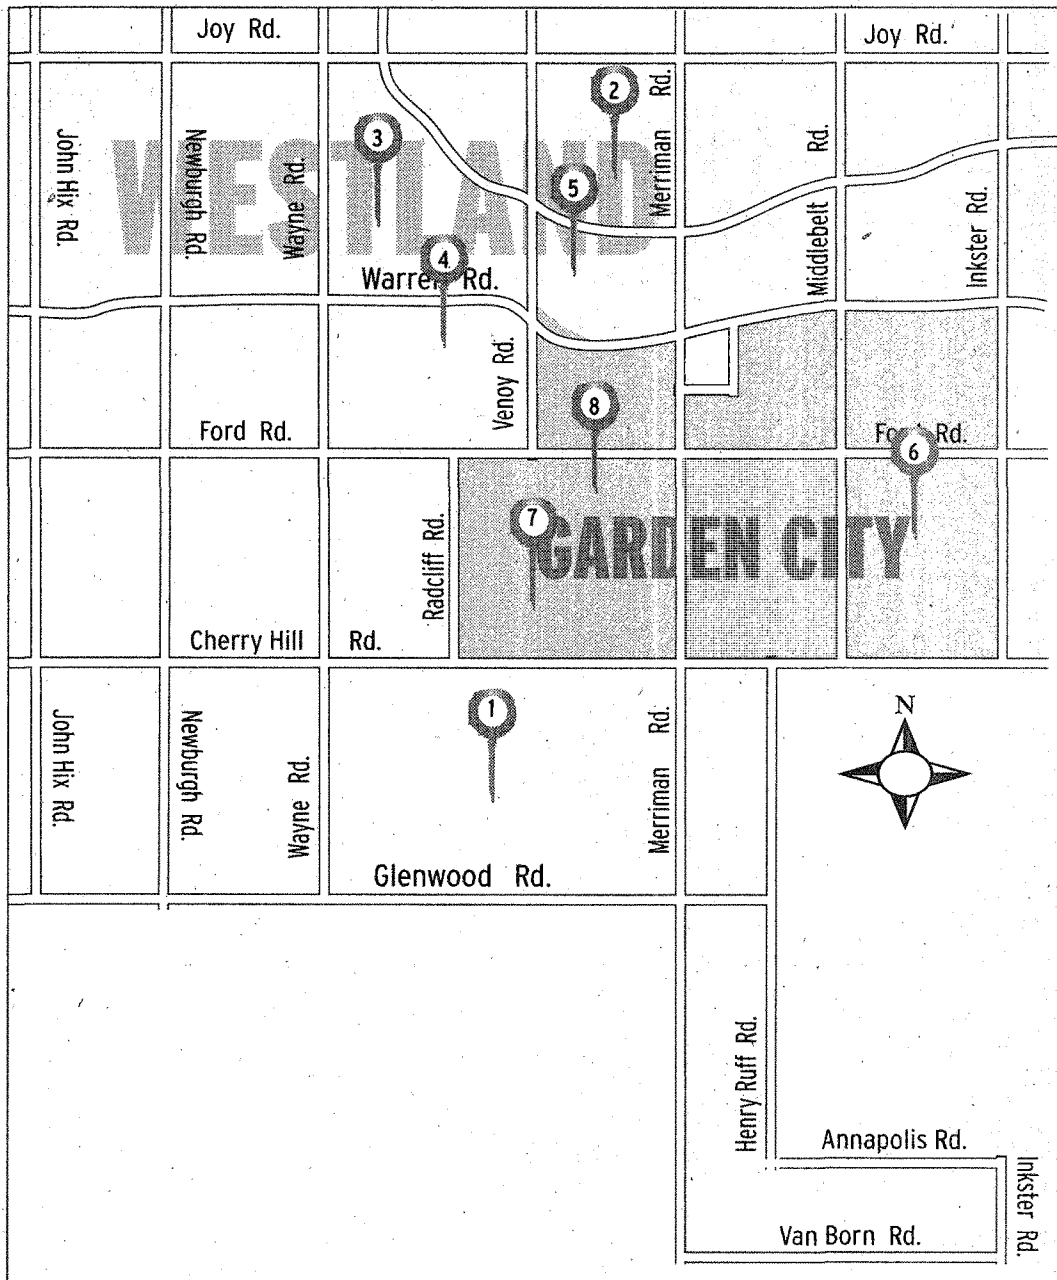 Joy Rd.
Joy Rd.
2
Merriman Rd.
3
John Hix Rd.
Newburgh Rd.
Wayne Rd.
WESTLAND
5
Middlebelt Rd.
Inkster Rd.
4
Warren Rd.
Venoy Rd.
8
Ford Rd.
Ford Rd.
6
7
Radcliff Rd.
GARDEN CITY
Cherry Hill Rd.
1
N
John Hix Rd.
Newburgh Rd.
Wayne Rd.
Merriman Rd.
Glenwood Rd.
Henry Ruff Rd.
Annapolis Rd.
Inkster Rd.
Van Born Rd.